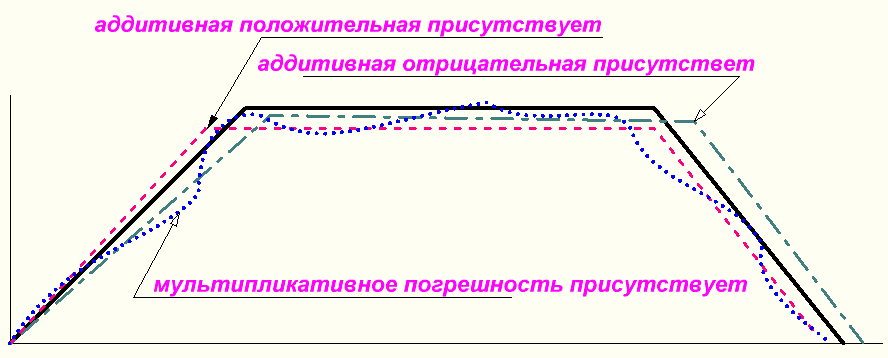 аддитивная положительная присутствует
аддитивная отрицательная присутствет
мультипликативное погрешность присутствует